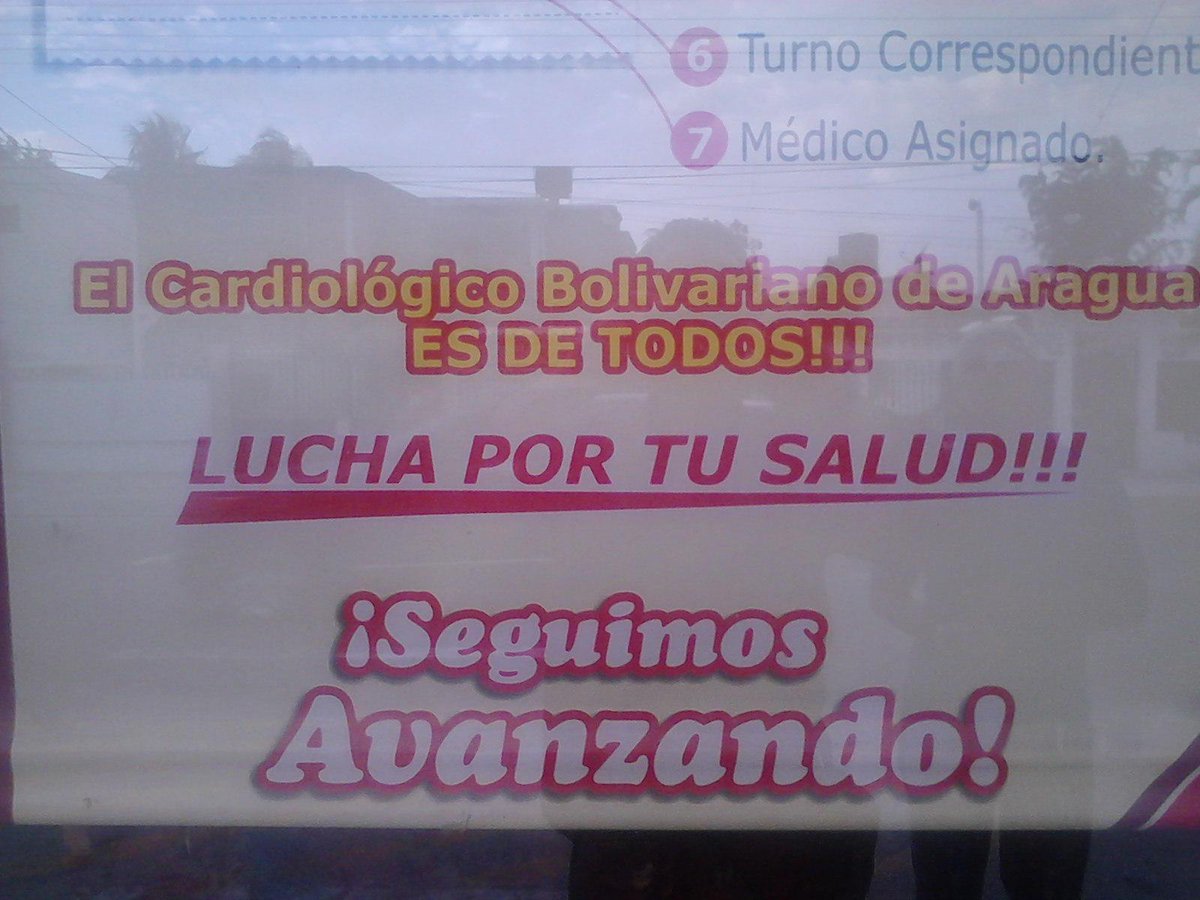 6 Turno Correspondient
7 Médico Asignado.
El Cardiológico Bolivariano de Aragua
ES DE TODOS!!!
LUCHA POR TU SALUD!!!
¡Seguimos
Avanzando!